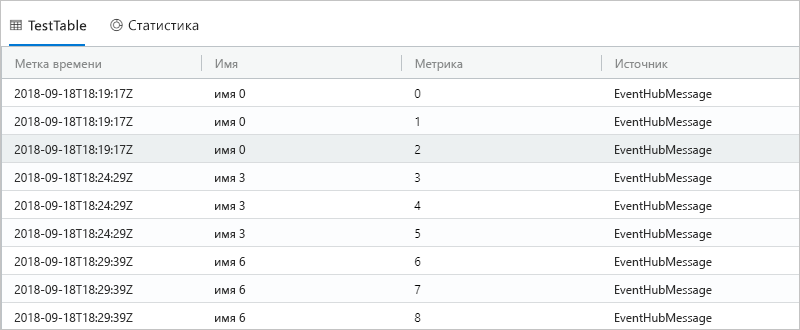 TestTable Статистика
Метка времени Имя Метрика Источник
2018-09-18T18:19:17Z имя 0 0 EventHubMessage
2018-09-18T18:19:17Z имя 0 1 EventHubMessage
2018-09-18T18:19:17Z имя 0 2 EventHubMessage
2018-09-18T18:24:29Z имя 3 3 EventHubMessage
2018-09-18T18:24:29Z имя 3 4 EventHubMessage
2018-09-18T18:24:29Z имя 3 5 EventHubMessage
2018-09-18T18:29:39Z имя 6 6 EventHubMessage
2018-09-18T18:29:39Z имя 6 7 EventHubMessage
2018-09-18T18:29:39Z имя 6 8 EventHubMessage